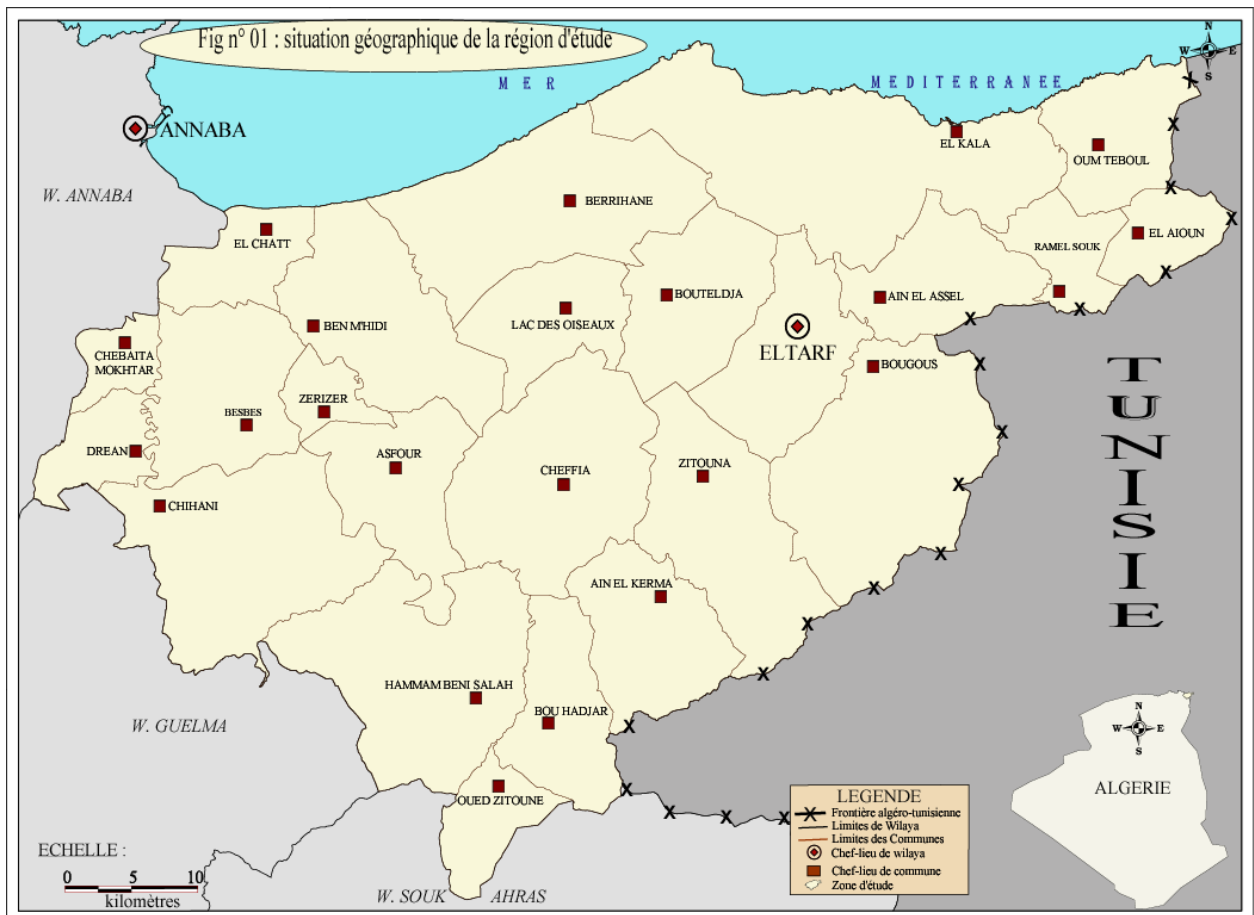 Fig n° 01 : situation géographique de la région d'étude
N
W E
S
MER
MEDITERRANEE
ANNABA
EL KALA
OUM TEBOUL
W. ANNABA
BERRIHANE
EL CHATT
EL AIOUN
RAMEL SOUK
BOUTELDJA
AIN EL ASSEL
LAC DES OISEAUX
BEN M'HIDI
ELTARF
CHEBAITA
MOKHTAR
BOUGOUS
TUNISIE
ZERIZER
BESBES
DREAN
ASFOUR
CHEFFIA
ZITOUNA
CHIHANI
AIN EL KERMA
HAMMAM BENI SALAH
BOU HADJAR
W. GUELMA
N
W E
S
ALGERIE
OUED ZITOUNE
LEGENDE
Frontière algéro-tunisienne
Limites de Wilaya
Limites des Communes
Chef-lieu de wilaya
Chef-lieu de commune
Zone d'étude
ECHELLE :
0 5 10
kilomètres
W. SOUK AHRAS